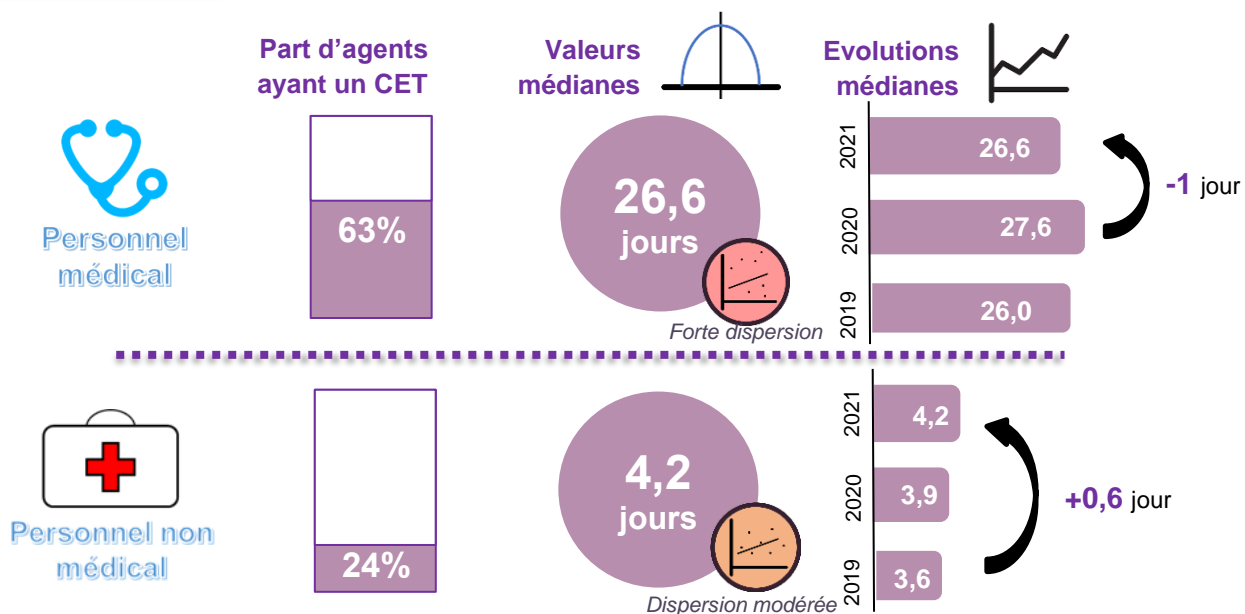 Part d’agents
ayant un CET
Valeurs
médianes
Evolutions
médianes
Personnel
médical
63%
26,6
jours
Forte dispersion
2021
26,6
2020
27,6
2019
26,0
-1 jour
Personnel non
médical
24%
4,2
jours
Dispersion modérée
2021
4,2
2020
3,9
2019
3,6
+0,6 jour